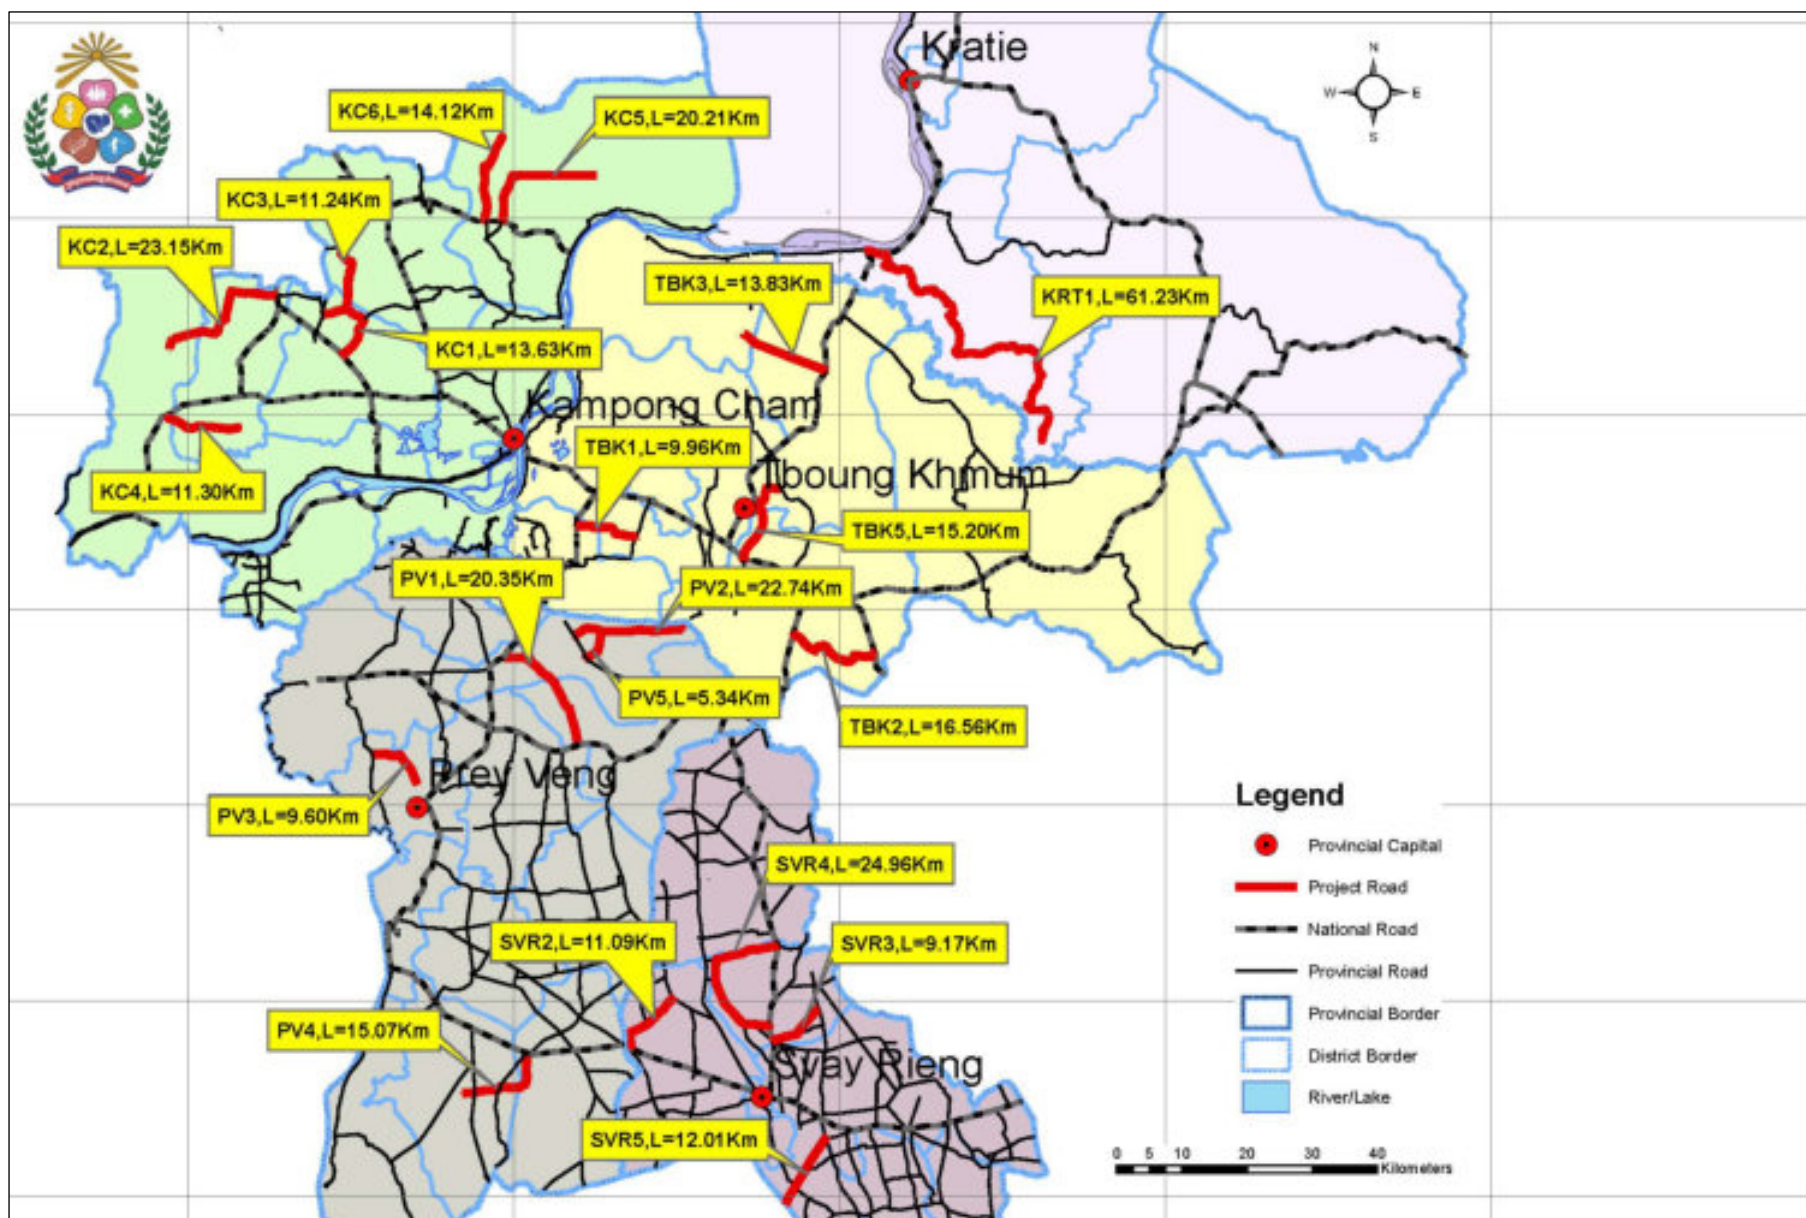 Kratie
N
W E
S
KC6,L=14.12Km
KC5,L=20.21Km
KC3,L=11.24Km
KC2,L=23.15Km
TBK3,L=13.83Km
KRT1,L=61.23Km
KC1,L=13.63Km
Kampong Cham
TBK1,L=9.96Km
Tboung Khmum
KC4,L=11.30Km
TBK5,L=15.20Km
PV1,L=20.35Km
PV2,L=22.74Km
PV5,L=5.34Km
TBK2,L=16.56Km
Prey Veng
PV3,L=9.60Km
SVR4,L=24.96Km
SVR2,L=11.09Km
SVR3,L=9.17Km
PV4,L=15.07Km
Svay Rieng
SVR5,L=12.01Km
Legend
Provincial Capital
Project Road
National Road
Provincial Road
Provincial Border
District Border
River/Lake
0 5 10 20 30 40
Kilometers